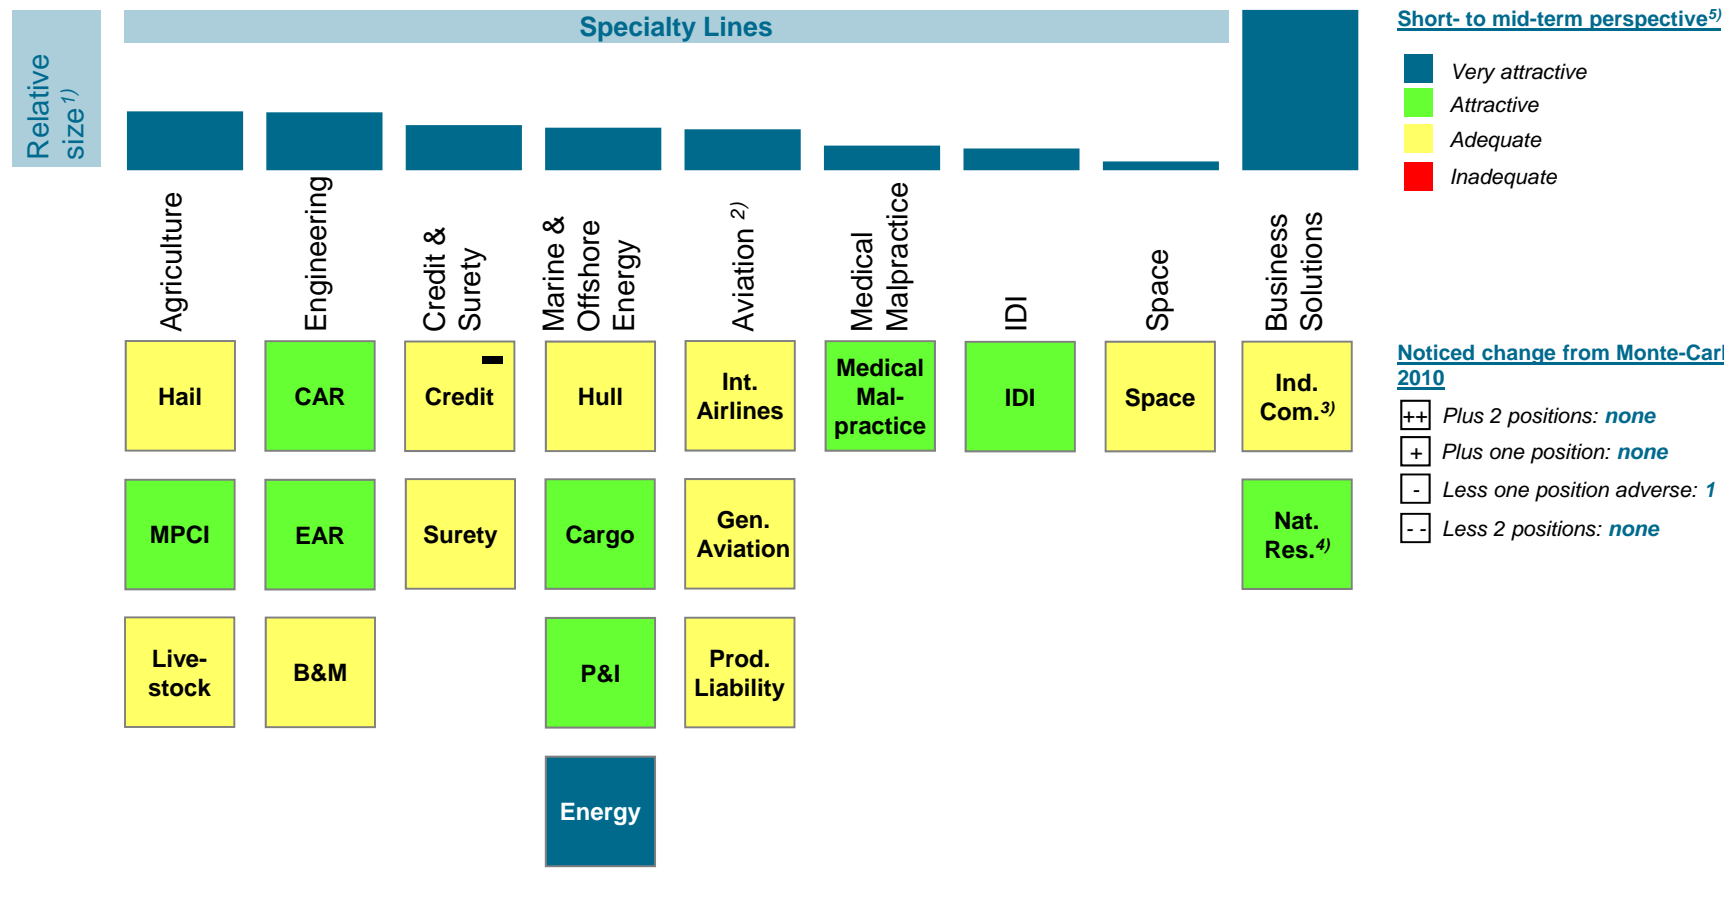 Relative
size1)
Specialty Lines
Short- to mid-term perspective5)
Very attractive
Attractive
Adequate
Inadequate
Agriculture
Engineering
Credit &
Surety
Marine &
Offshore
Energy
Aviation 2)
Medical
Malpractice
IDI
Space
Business
Solutions
Hail
CAR
Credit
Hull
Int.
Airlines
Medical
Mal-
practice
IDI
Space
Ind.
Com.3)
MPCI
EAR
Surety
Cargo
Gen.
Aviation
Nat.
Res.4)
Live-
stock
B&M
P&I
Prod.
Liability
Energy
Noticed change from Monte-Carl
2010
++ Plus 2 positions: none
+ Plus one position: none
- Less one position adverse: 1
- - Less 2 positions: none